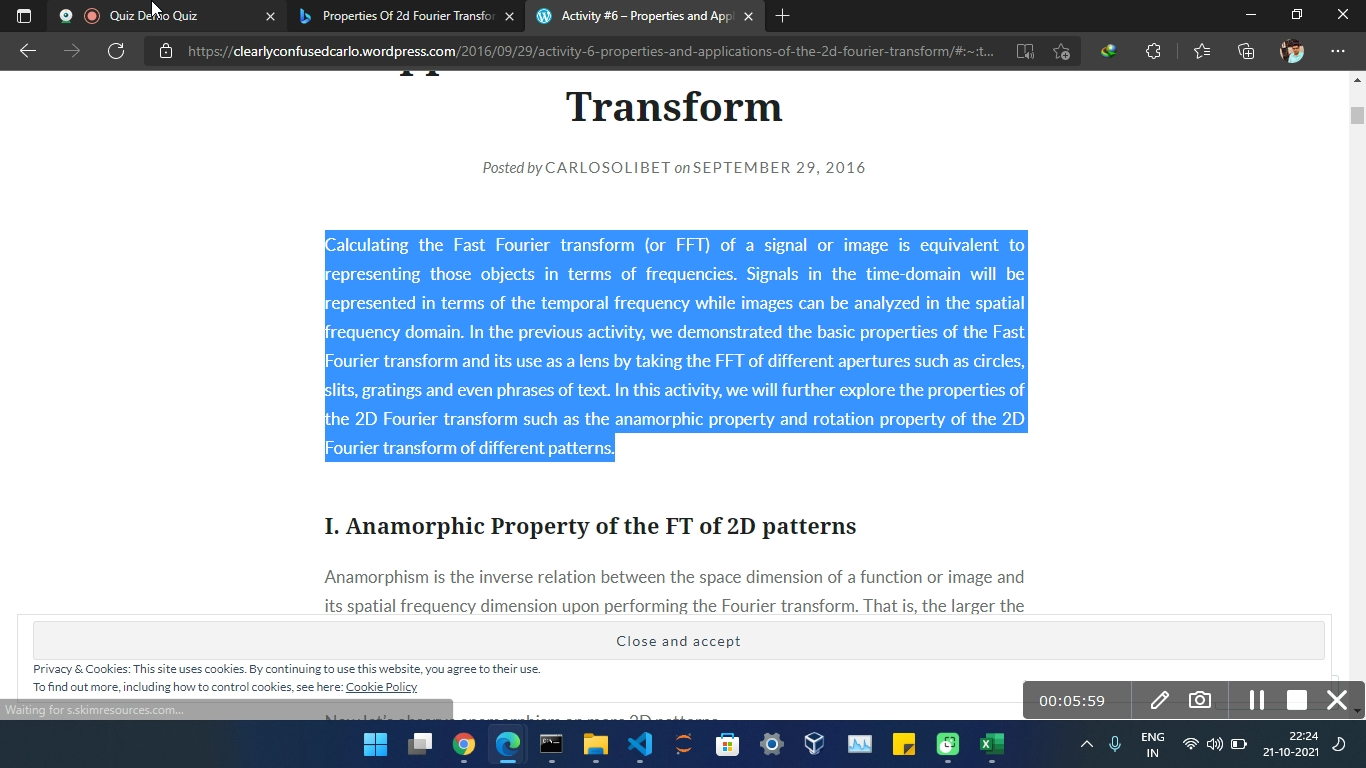 Quiz Demo Quiz
Properties Of 2d Fourier Transfor
Activity #6 – Properties and Appl
https://clearlyconfusedcarlo.wordpress.com/2016/09/29/activity-6-properties-and-applications-of-the-2d-fourier-transform/#:~:t...
Transform
Posted by CARLOSOLIBET on SEPTEMBER 29, 2016
Calculating the Fast Fourier transform (or FFT) of a signal or image is equivalent to
representing those objects in terms of frequencies. Signals in the time-domain will be
represented in terms of the temporal frequency while images can be analyzed in the spatial
frequency domain. In the previous activity, we demonstrated the basic properties of the Fast
Fourier transform and its use as a lens by taking the FFT of different apertures such as circles,
slits, gratings and even phrases of text. In this activity, we will further explore the properties of
the 2D Fourier transform such as the anamorphic property and rotation property of the 2D
Fourier transform of different patterns.
I. Anamorphic Property of the FT of 2D patterns
Anamorphism is the inverse relation between the space dimension of a function or image and
its spatial frequency dimension upon performing the Fourier transform. That is, the larger the
Close and accept
Privacy & Cookies: This site uses cookies. By continuing to use this website, you agree to their use.
To find out more, including how to control cookies, see here: Cookie Policy
Waiting for s.skimresources.com...
00:05:59
ENG
IN
22:24
21-10-2021